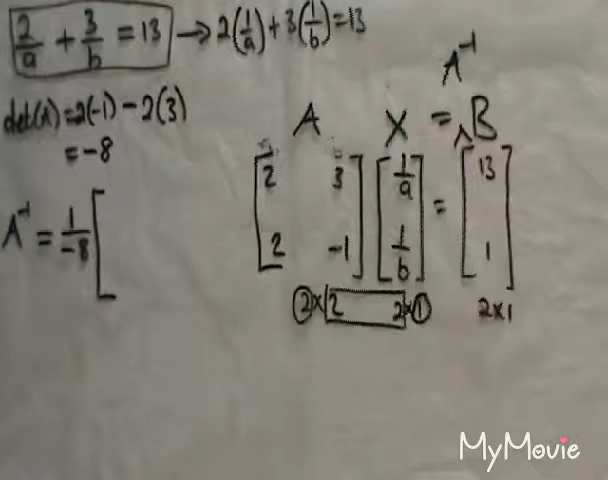 2/a + 3/b = 13 → 2(1/a) + 3(1/b) = 13
det(A) = 2(-1) - 2(3)
= -8
A⁻¹
A X = ^ B
[2 3; 2 -1] [1/a; 1/b] = [13; 1]
A⁻¹ = 1/-8 [
2×2 2×1 2×1
MyMovie